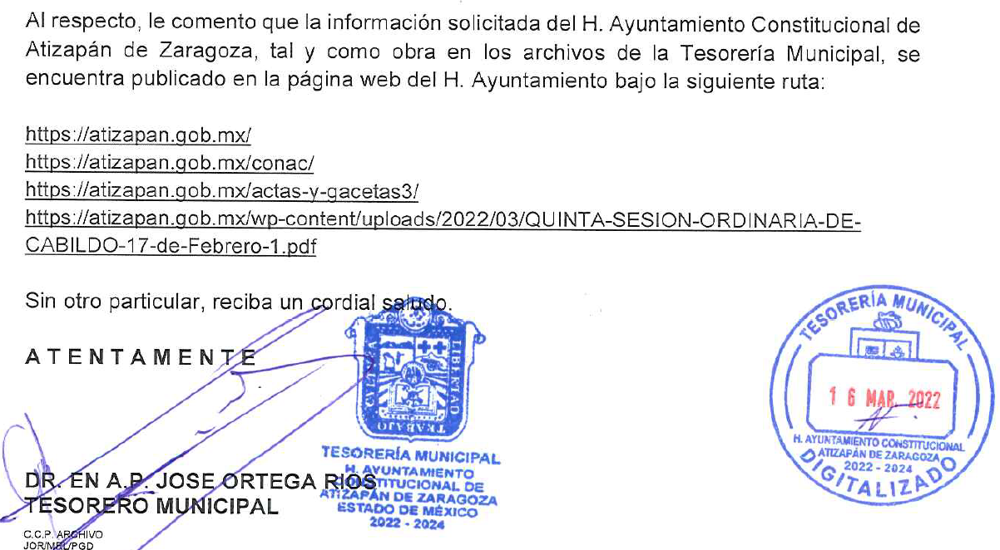 Al respecto, le comento que la información solicitada del H. Ayuntamiento Constitucional de
Atizapán de Zaragoza, tal y como obra en los archivos de la Tesorería Municipal, se
encuentra publicado en la página web del H. Ayuntamiento bajo la siguiente ruta:
https://atizapan.gob.mx/
https://atizapan.gob.mx/conac/
https://atizapan.gob.mx/actas-y-gacetas3/
https://atizapan.gob.mx/wp-content/uploads/2022/03/QUINTA-SESION-ORDINARIA-DE-
CABILDO-17-de-Febrero-1.pdf
Sin otro particular, reciba un cordial saludo.
A T E N T A M E N T E
DR. EN A.P. JOSE ORTEGA RIOS
TESORERO MUNICIPAL
C.C.P. ARCHIVO
JOR/MBL/PGD
LIBERTAD
TRABAJO
TESORERÍA MUNICIPAL
H. AYUNTAMIENTO
CONSTITUCIONAL DE
ATIZAPÁN DE ZARAGOZA
ESTADO DE MÉXICO
2022 - 2024
TESORERÍA MUNICIPAL
1 6 MAR. 2022
H. AYUNTAMIENTO CONSTITUCIONAL
ATIZAPÁN DE ZARAGOZA
2022 - 2024
DIGITALIZADO